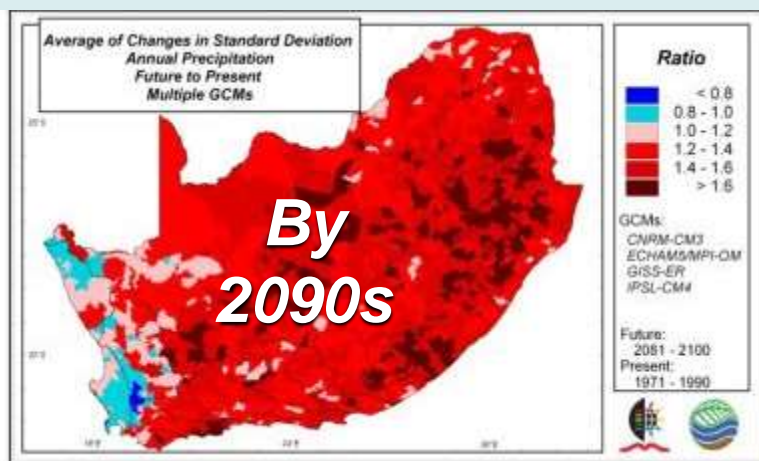 Average of Changes in Standard Deviation
Annual Precipitation
Future to Present
Multiple GCMs
Ratio
< 0.8
0.8 - 1.0
1.0 - 1.2
1.2 - 1.4
1.4 - 1.6
> 1.6
By
2090s
GCMs:
CNRM-CM3
ECHAM5/MPI-OM
GISS-ER
IPSL-CM4
Future:
2081 - 2100
Present:
1971 - 1990